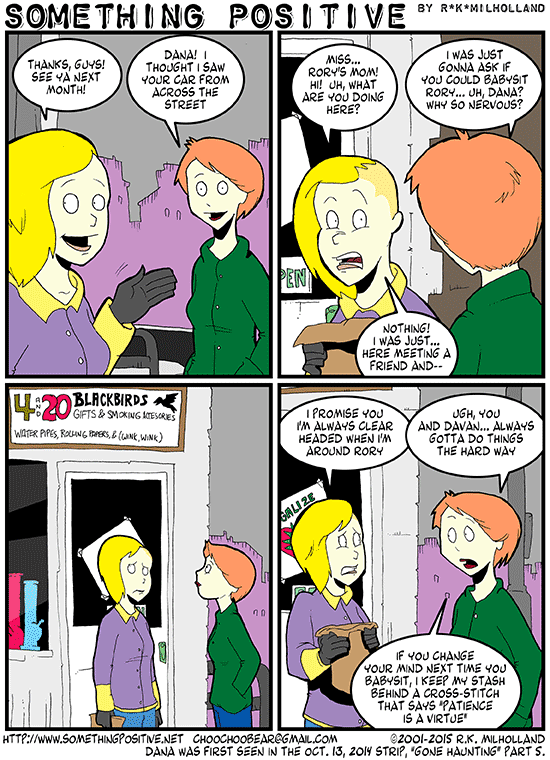 SOMETHING POSITIVE BY R*K*MILHOLLAND
THANKS, GUYS!
SEE YA NEXT
MONTH!
DANA! I
THOUGHT I SAW
YOUR CAR FROM
ACROSS THE
STREET
MISS...
RORY'S MOM!
HI! UH, WHAT
ARE YOU DOING
HERE?
I WAS JUST
GONNA ASK IF
YOU COULD BABYSIT
RORY... UH, DANA?
WHY SO NERVOUS?
PEN
NOTHING!
I WAS JUST...
HERE MEETING A
FRIEND AND--
4 AND 20 BLACKBIRDS
GIFTS & SMOKING ACCESORIES
WATER PIPES, ROLLING PAPERS, & (WINK, WINK)
I PROMISE YOU
I'M ALWAYS CLEAR
HEADED WHEN I'M
AROUND RORY
UGH, YOU
AND DAVAN... ALWAYS
GOTTA DO THINGS
THE HARD WAY
GALIZE
IF YOU CHANGE
YOUR MIND NEXT TIME YOU
BABYSIT, I KEEP MY STASH
BEHIND A CROSS-STITCH
THAT SAYS "PATIENCE
IS A VIRTUE"
HTTP://WWW.SOMETHINGPOSITIVE.NET CHOOCHOOBEAR@GMAIL.COM ©2001-2015 R.K. MILHOLLAND
DANA WAS FIRST SEEN IN THE OCT. 13, 2014 STRIP, "GONE HAUNTING" PART 5.